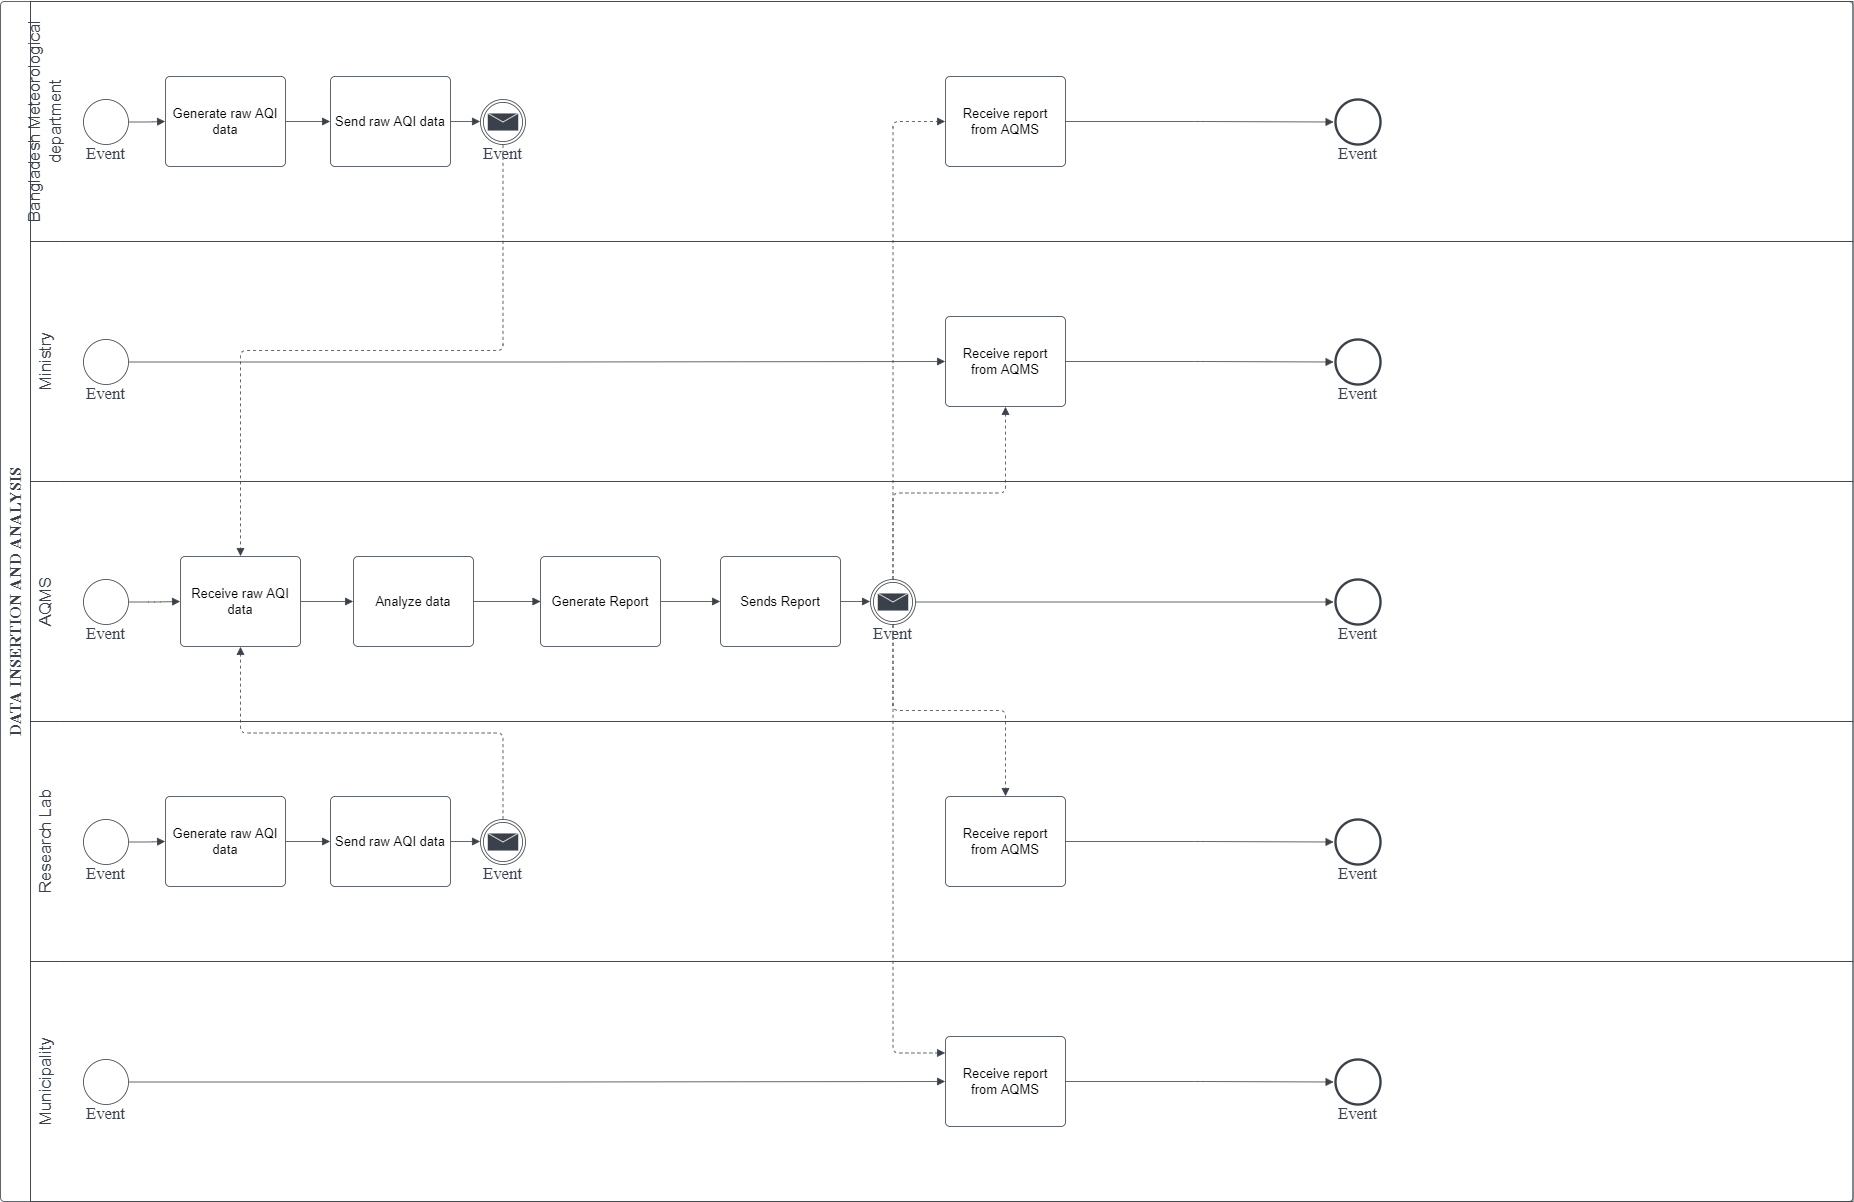 DATA INSERTION AND ANALYSIS
Bangladesh Meteorological
department
Event
Generate raw AQI
data
Send raw AQI data
Event
Receive report
from AQMS
Event
Ministry
Event
Receive report
from AQMS
Event
AQMS
Event
Receive raw AQI
data
Analyze data
Generate Report
Sends Report
Event
Event
Research Lab
Event
Generate raw AQI
data
Send raw AQI data
Event
Receive report
from AQMS
Event
Municipality
Event
Receive report
from AQMS
Event